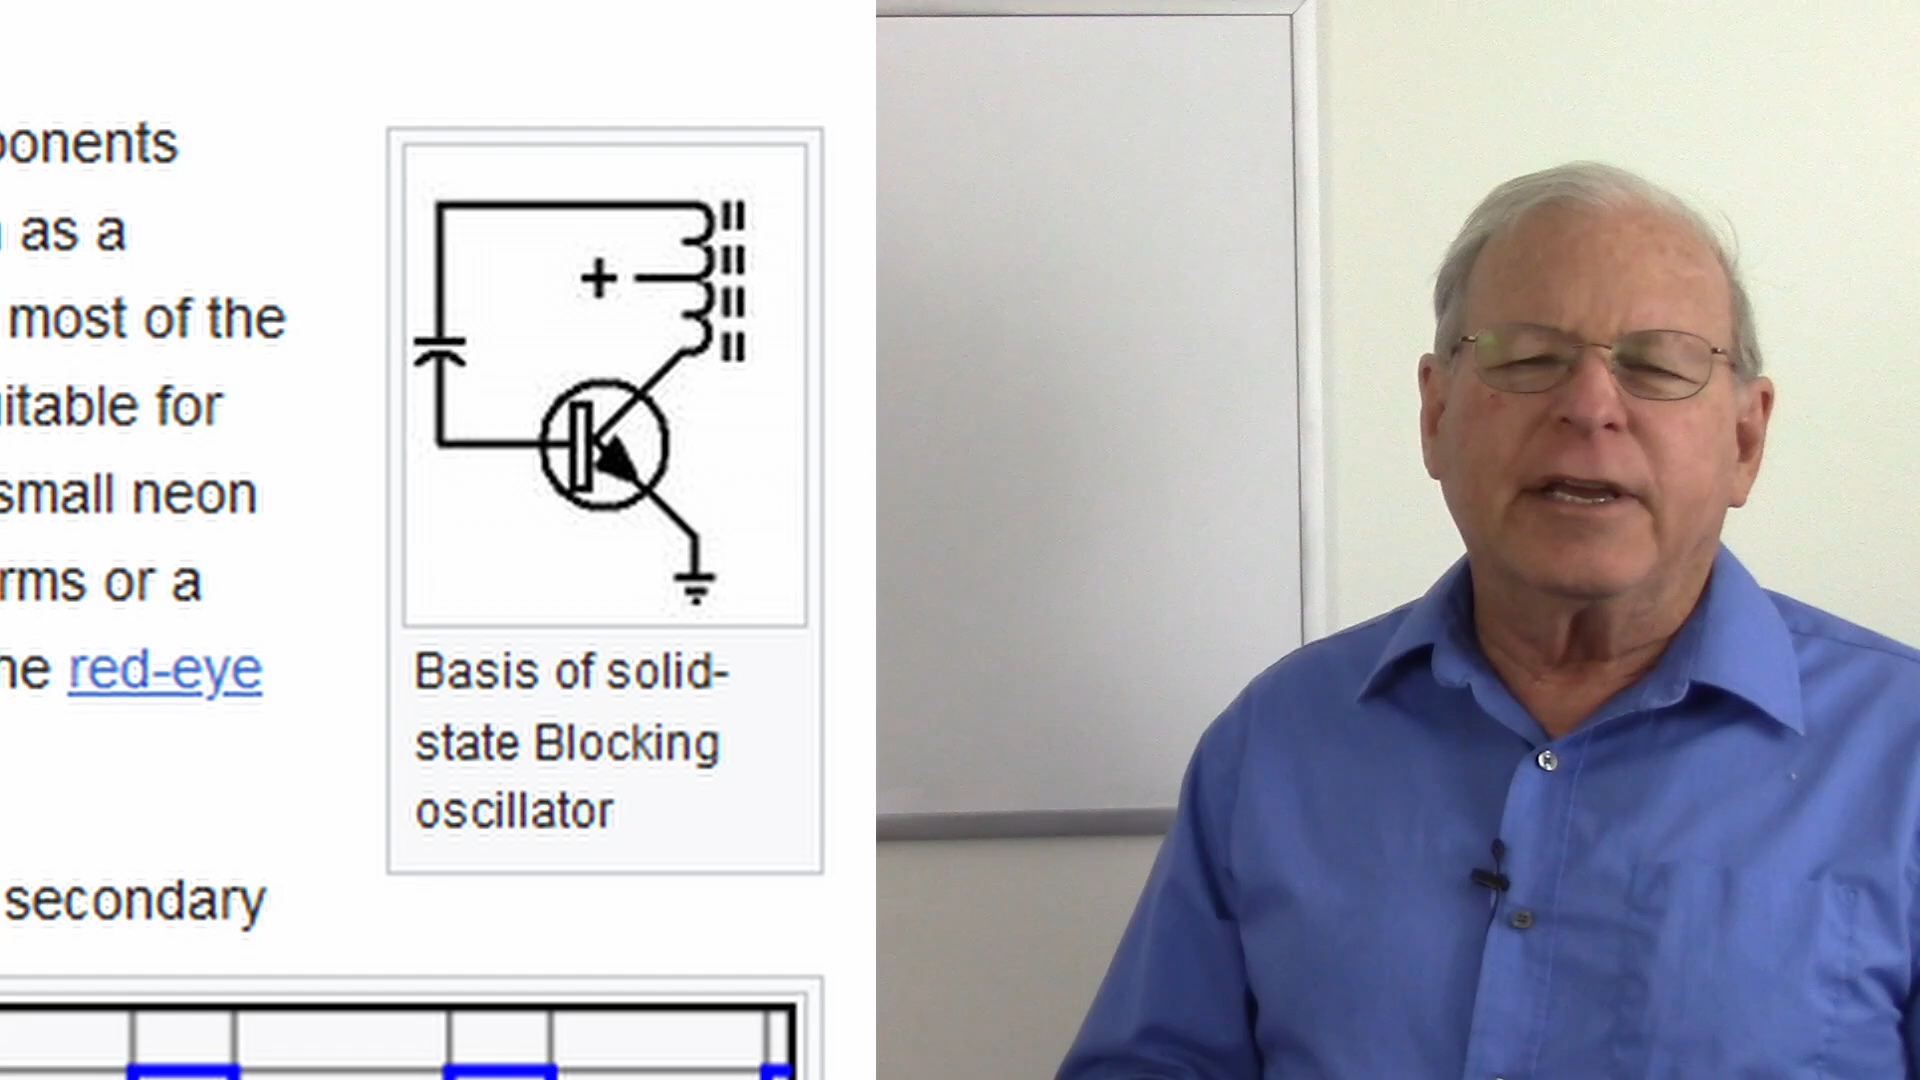 ponents
as a
most of the
itable for
small neon
rms or a
red-eye
+
Basis of solid-
state Blocking
oscillator
secondary